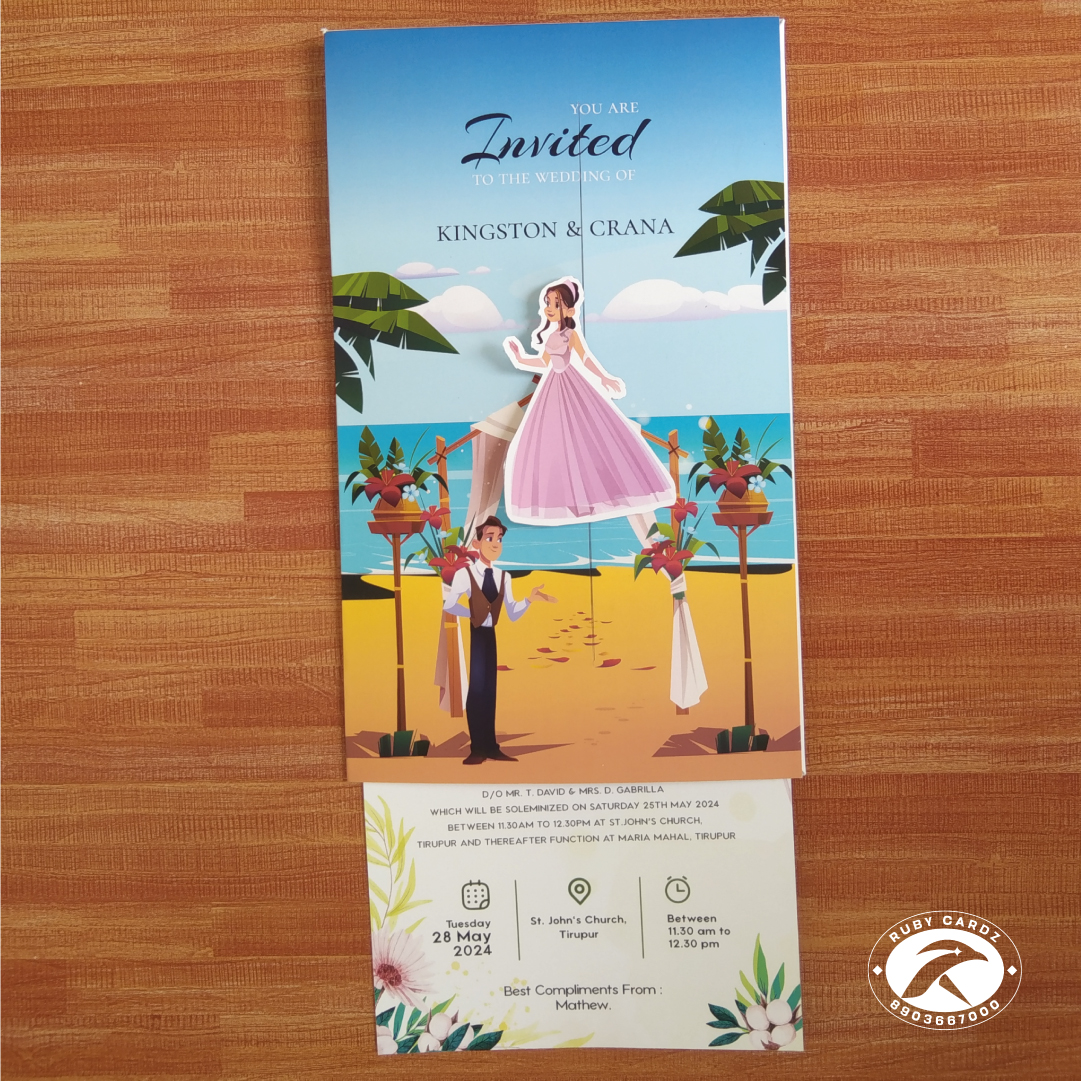 YOU ARE
Invited
TO THE WEDDING OF
KINGSTON & CRANA
D/O MR. T. DAVID & MRS. D. GABRILLA
WHICH WILL BE SOLEMINIZED ON SATURDAY 25TH MAY 2024
BETWEEN 11.30AM TO 12.30PM AT ST.JOHN'S CHURCH,
TIRUPUR AND THEREAFTER FUNCTION AT MARIA MAHAL, TIRUPUR
Tuesday
28 May
2024
St. John's Church,
Tirupur
Between
11.30 am to
12.30 pm
Best Compliments From :
Mathew.
RUBY CARDZ
8903667000